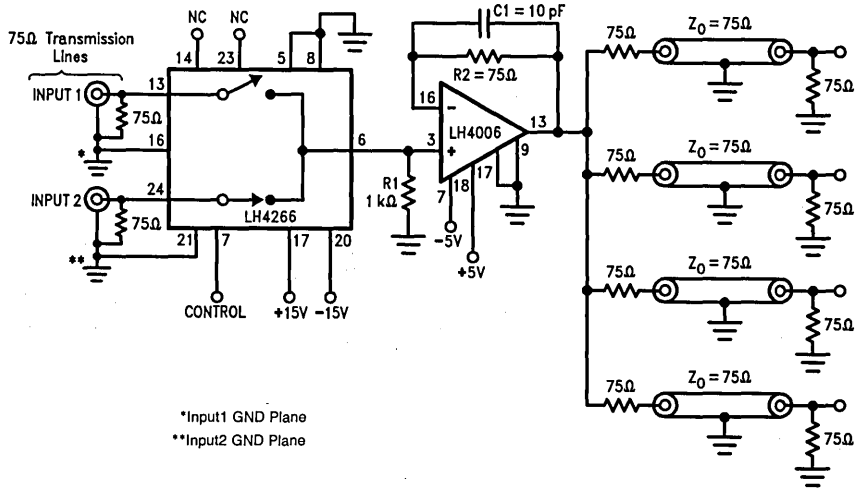 NC NC
C1 = 10 pF
Z₀ = 75Ω
75Ω Transmission
Lines
14 23 5 8
75Ω
75Ω
R2 = 75Ω
INPUT 1
13
75Ω
16
*
16
LH4006
13
6
3
9
17
18
7
-5V
+5V
R1
1 kΩ
INPUT 2
24
75Ω
LH4266
**
21 7 17 20
CONTROL +15V -15V
Z₀ = 75Ω
75Ω
75Ω
Z₀ = 75Ω
75Ω
75Ω
Z₀ = 75Ω
75Ω
75Ω
*Input1 GND Plane
**Input2 GND Plane